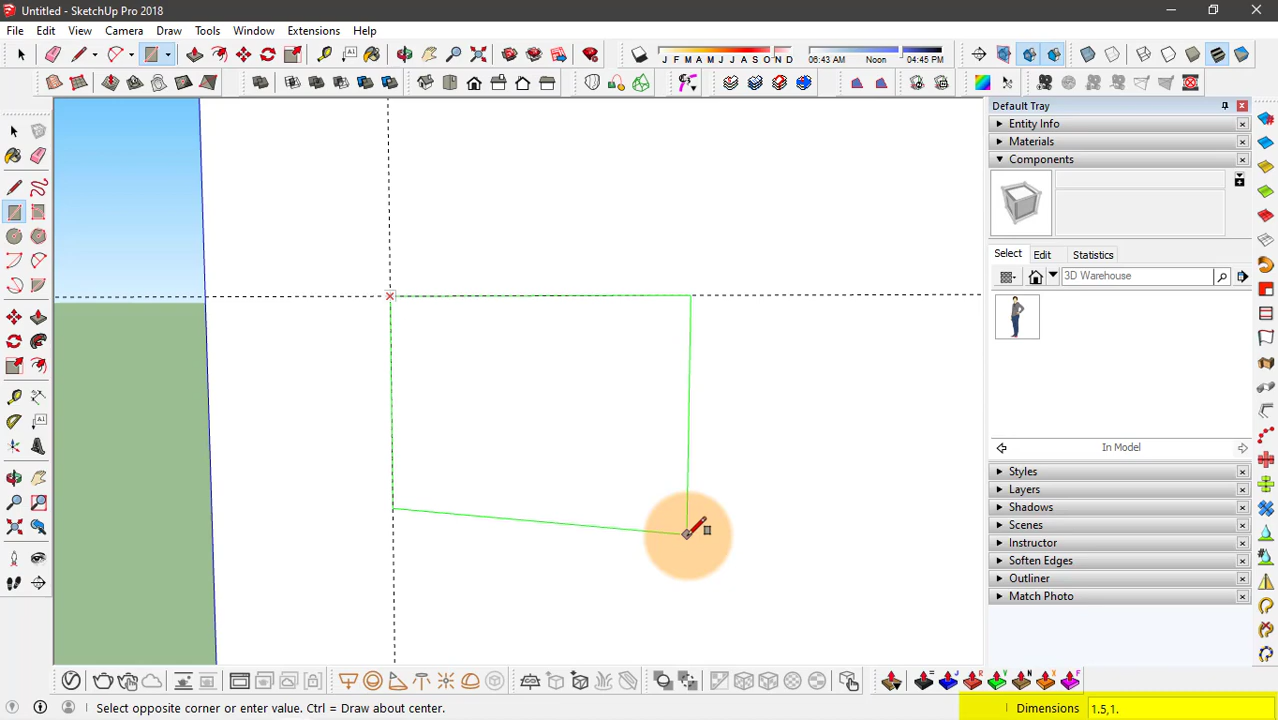 Untitled - SketchUp Pro 2018
File Edit View Camera Draw Tools Window Extensions Help
J F M A M J J A S O N D
06:43 AM Noon 04:45 PM
Default Tray
Entity Info
Materials
Components
Select Edit Statistics
3D Warehouse
In Model
Styles
Layers
Shadows
Scenes
Instructor
Soften Edges
Outliner
Match Photo
Select opposite corner or enter value. Ctrl = Draw about center.
Dimensions 1.5,1.